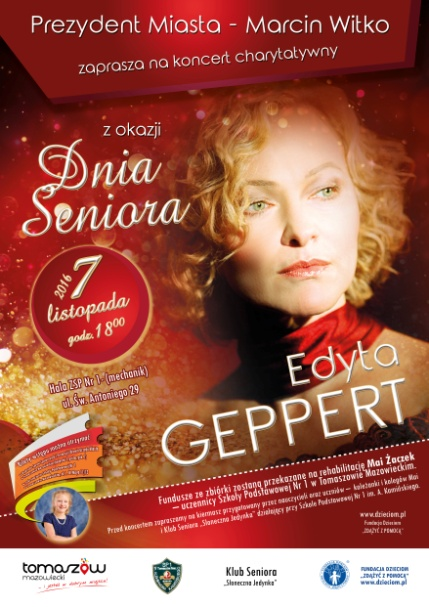 Prezydent Miasta - Marcin Witko
zaprasza na koncert charytatywny
z okazji
Dnia
Seniora
2016
7
listopada
godz. 18⁰⁰
Hala ZSP Nr 1 (mechanik)
ul. Św. Antoniego 29
Edyta
GEPPERT
Fundusze ze zbiórki zostaną przekazane na rehabilitację Mai Żaczek
– uczennicy Szkoły Podstawowej Nr 1 w Tomaszowie Mazowieckim.
Przed koncertem zapraszamy na kiermasz przygotowany przez nauczycieli oraz uczniów – koleżanki i kolegów Mai
i Klub Seniora „Słoneczna Jedynka” działający przy Szkole Podstawowej Nr 1 im. A. Kamińskiego.
www.dzieciom.pl
Fundacja Dzieciom
„ZDĄŻYĆ Z POMOCĄ”
tomaszów
mazowiecki
Klub Seniora
„Słoneczna Jedynka”
FUNDACJA DZIECIOM
„ZDĄŻYĆ Z POMOCĄ”
www.dzieciom.pl